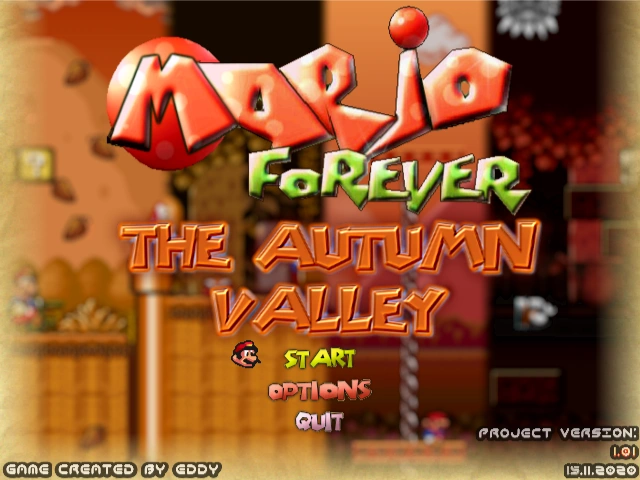 MARIO
FOREVER
THE AUTUMN
VALLEY
START
OPTIONS
QUIT
PROJECT VERSION:
1.01
GAME CREATED BY EDDY
15.11.2020